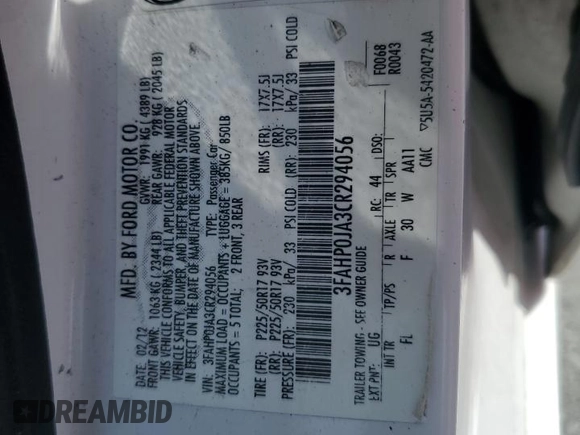 MFD. BY FORD MOTOR CO.
DATE: 02/12 GVWR: 1991 KG ( 4389 LB)
FRONT GAWR: 1063 KG ( 2344 LB) REAR GAWR: 928 KG ( 2045 LB)
THIS VEHICLE CONFORMS TO ALL APPLICABLE FEDERAL MOTOR
VEHICLE SAFETY, BUMPER, AND THEFT PREVENTION STANDARDS
IN EFFECT ON THE DATE OF MANUFACTURE SHOWN ABOVE.
VIN: 3FAHP0JA3CR294056 TYPE: Passenger Car
MAXIMUM LOAD = OCCUPANTS + LUGGAGE = 385KG/ 850LB
OCCUPANTS = 5 TOTAL; 2 FRONT, 3 REAR
TIRE (FR): P225/50R17 93V RIMS (FR): 17X7.5J
(RR): P225/50R17 93V (RR): 17X7.5J
PRESSURE (FR): 230 kPa/ 33 PSI COLD (RR): 230 kPa/ 33 PSI COLD
3FAHP0JA3CR294056
TRAILER TOWING - SEE OWNER GUIDE
F0068
R0043
EXT PNT: UG RC: 44 DSO:
INT TR TP/PS R AXLE TR SPR
FL F 30 W AA11
CMC ▽5U5A-5420472-AA
DREAMBID